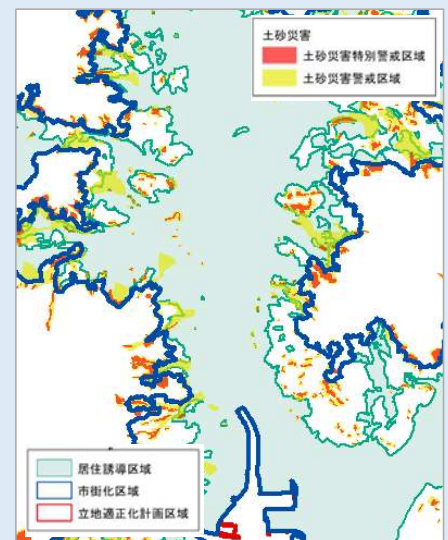 土砂災害
土砂災害特別警戒区域
土砂災害警戒区域
居住誘導区域
市街化区域
立地適正化計画区域